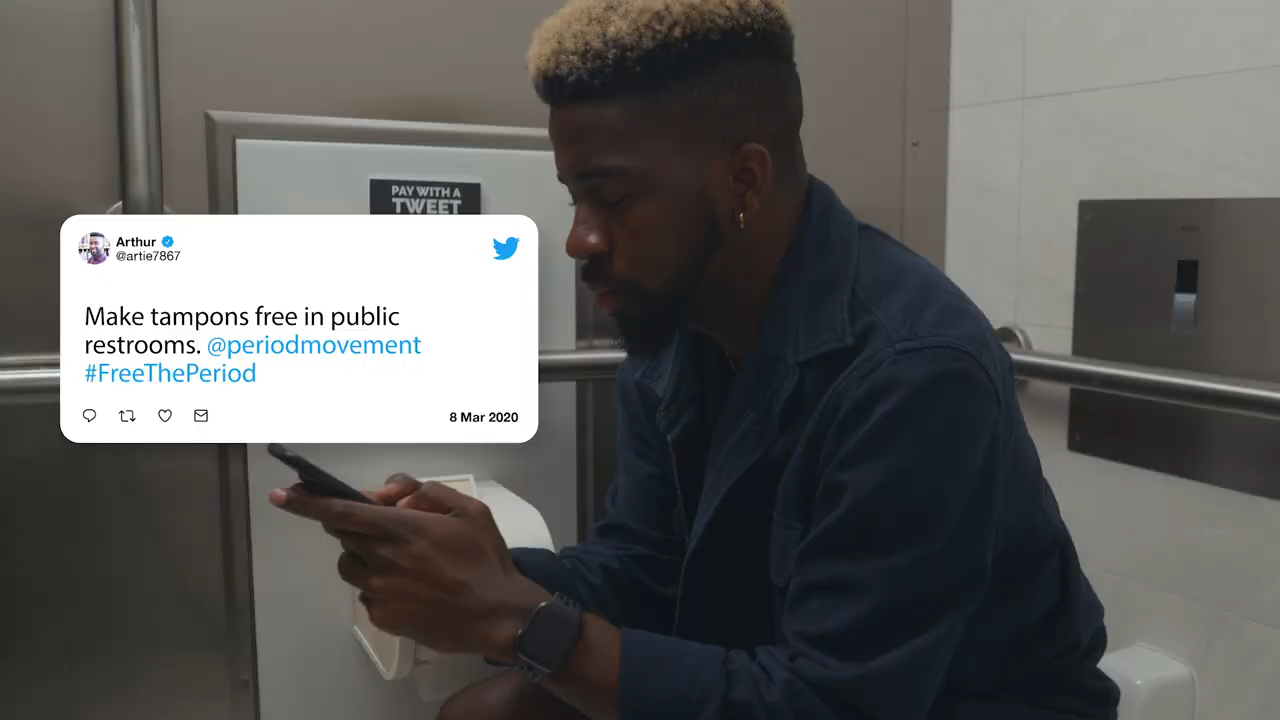 PAY WITH A
TWEET
Arthur
@artie7867
Make tampons free in public
restrooms. @periodmovement
#FreeThePeriod
8 Mar 2020